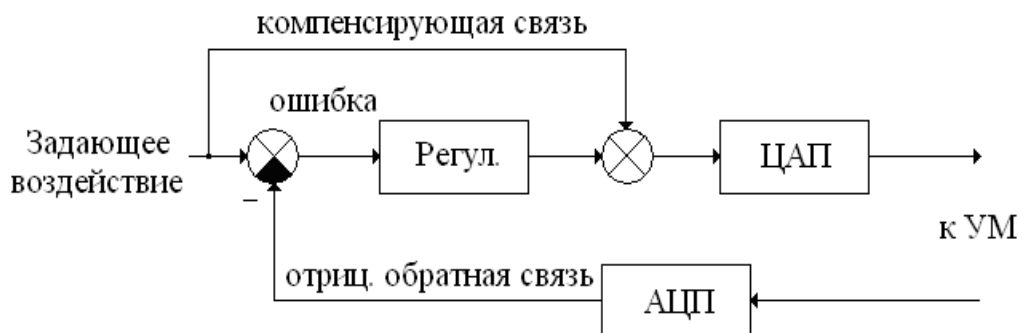 компенсирующая связь
ошибка
Задающее
воздействие
Регул.
ЦАП
–
к УМ
отриц. обратная связь
АЦП